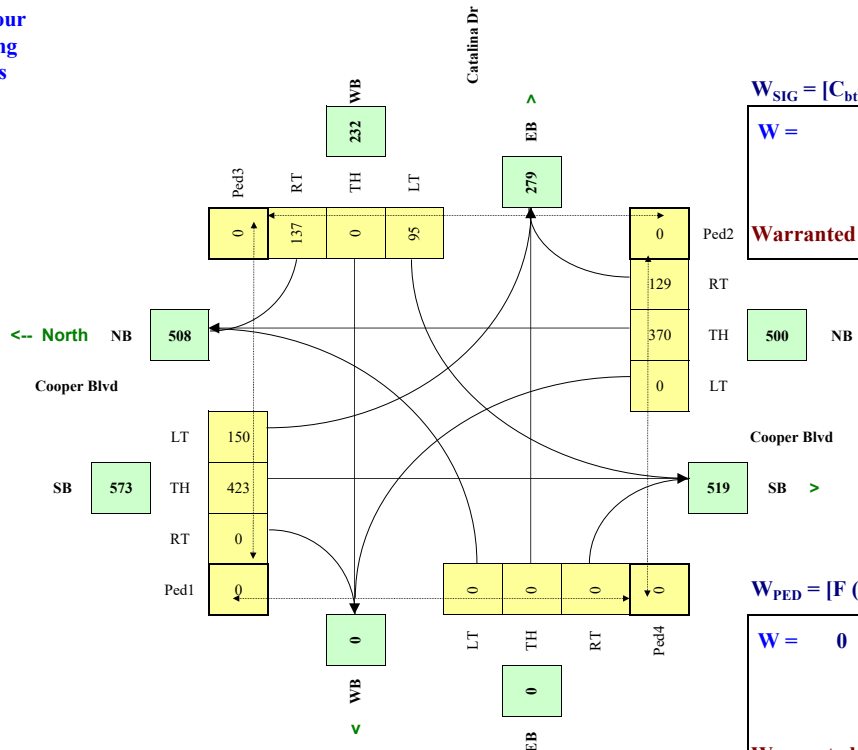 our
ng
s
Catalina Dr
WB
232
>
EB
279
W_SIG = [C_bt
W =
Warranted
Ped3
RT
TH
LT
0
137
0
95
0
Ped2
129
RT
<-- North
NB
508
370
TH
500
NB
Cooper Blvd
0
LT
LT
150
Cooper Blvd
SB
573
TH
423
519
SB
>
RT
0
Ped1
0
0
0
0
0
W_PED = [F (
0
LT
TH
RT
Ped4
W =
0
WB
0
<
EB